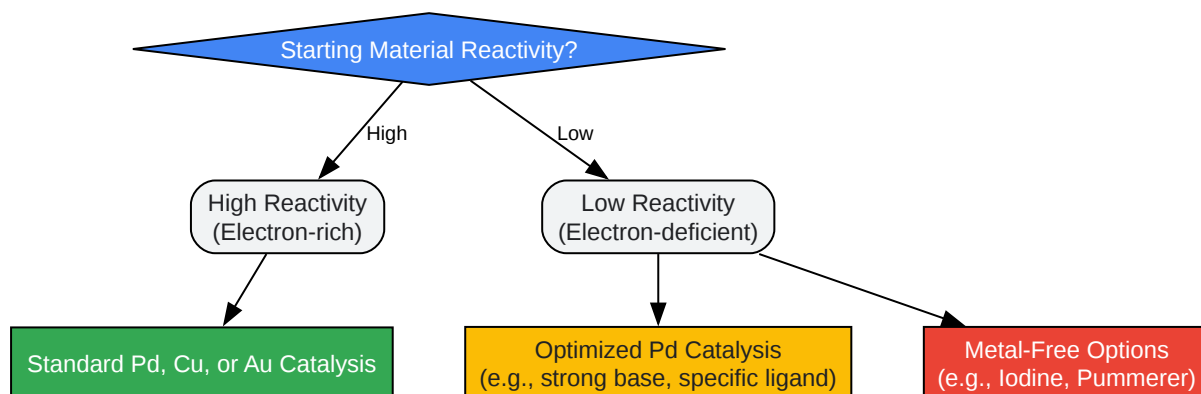 Starting Material Reactivity?
High
Low
High Reactivity
(Electron-rich)
Low Reactivity
(Electron-deficient)
Standard Pd, Cu, or Au Catalysis
Optimized Pd Catalysis
(e.g., strong base, specific ligand)
Metal-Free Options
(e.g., Iodine, Pummerer)